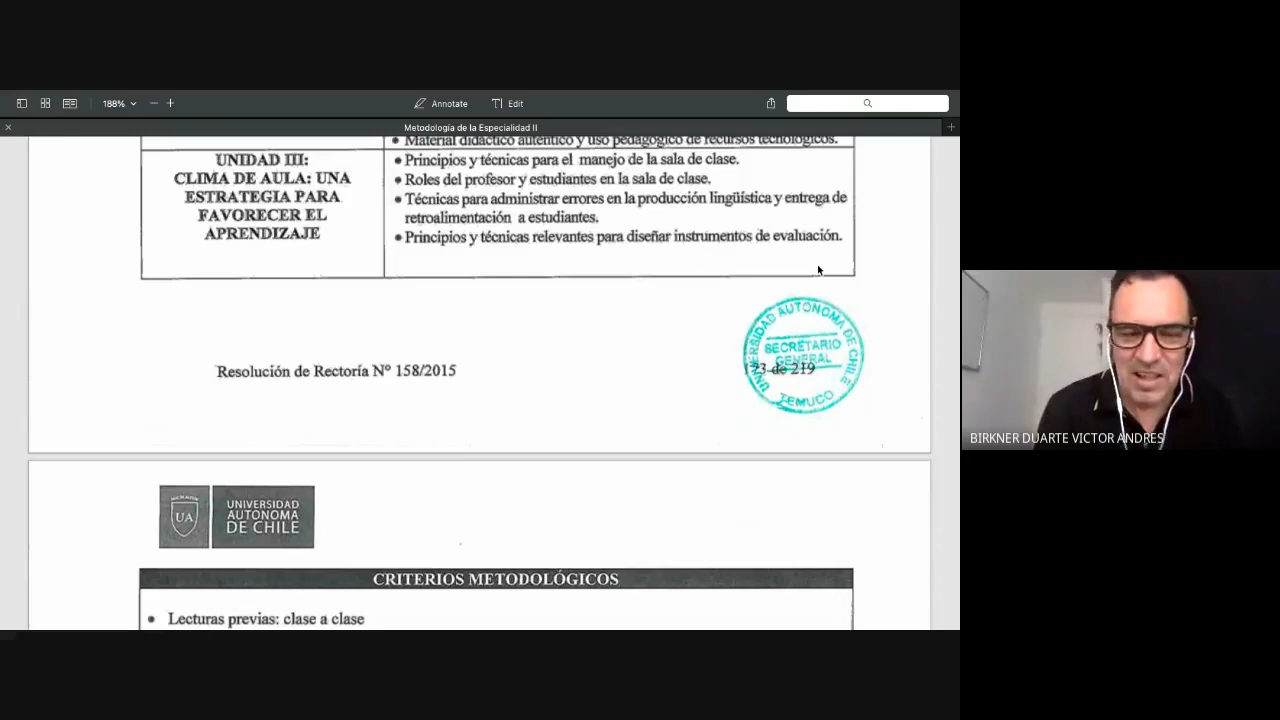 188%
Annotate
Edit
Metodología de la Especialidad II
• Material didáctico auténtico y uso pedagógico de recursos tecnológicos.
UNIDAD III:
CLIMA DE AULA: UNA
ESTRATEGIA PARA
FAVORECER EL
APRENDIZAJE
• Principios y técnicas para el manejo de la sala de clase.
• Roles del profesor y estudiantes en la sala de clase.
• Técnicas para administrar errores en la producción lingüística y entrega de
retroalimentación a estudiantes.
• Principios y técnicas relevantes para diseñar instrumentos de evaluación.
Resolución de Rectoría Nº 158/2015
UNIVERSIDAD AUTONOMA DE CHILE
SECRETARIO
GENERAL
173 de 219
TEMUCO
UA
UNIVERSIDAD
AUTONOMA
DE CHILE
CRITERIOS METODOLÓGICOS
• Lecturas previas: clase a clase
BIRKNER DUARTE VICTOR ANDRES